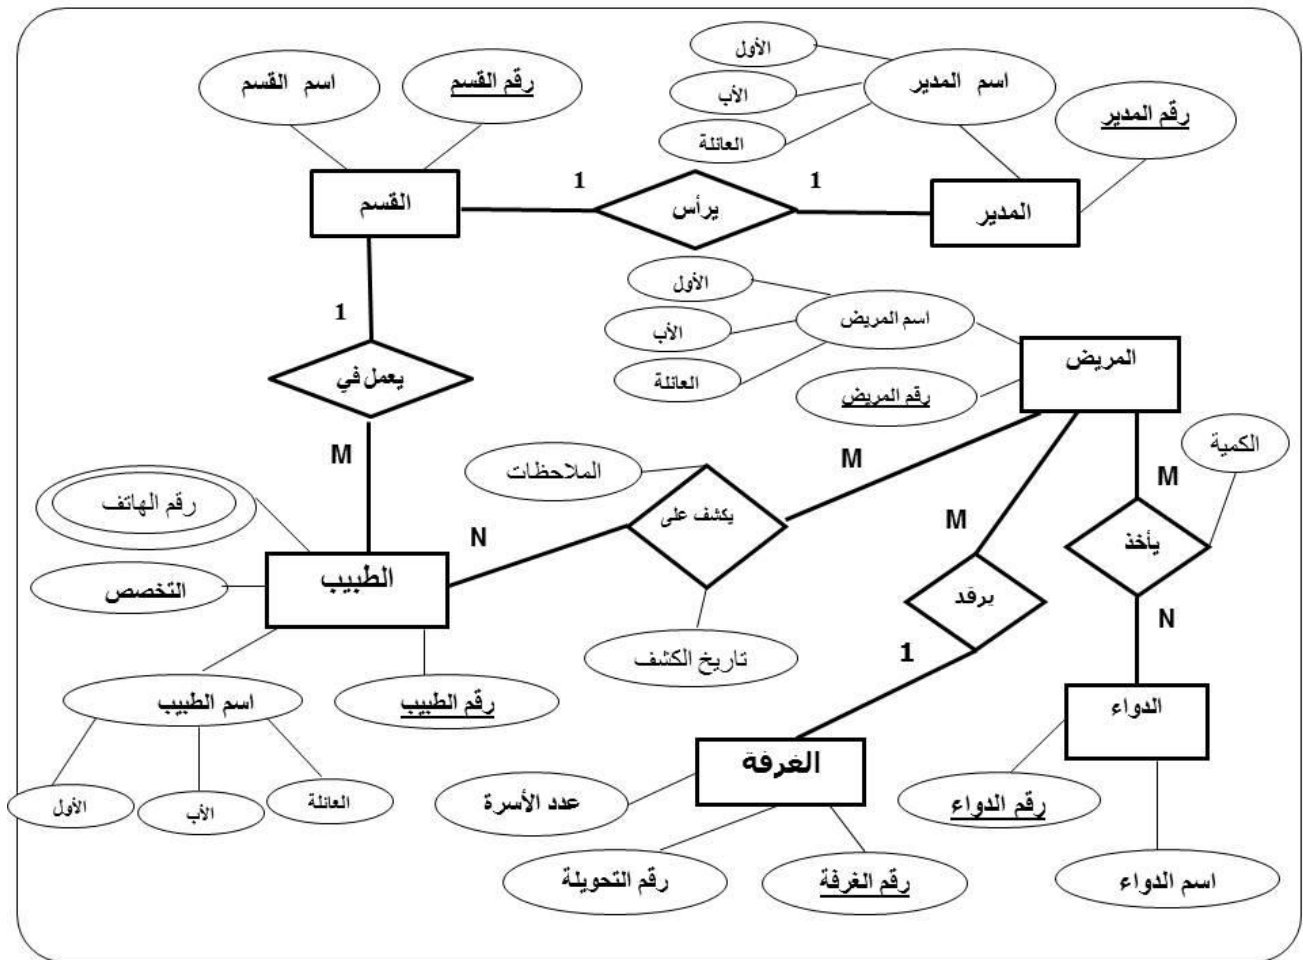 الأول
اسم المدير
رقم القسم
اسم القسم
الأب
رقم المدير
العائلة
المدير
1
يرأس
1
القسم
الأول
اسم المريض
1
الأب
المريض
يعمل في
العائلة
رقم المريض
الكمية
M
M
الملاحظات
M
رقم الهاتف
M
يكشف على
N
يأخذ
الطبيب
التخصص
يرقد
N
1
تاريخ الكشف
الدواء
رقم الطبيب
اسم الطبيب
الغرفة
العائلة
الأب
الأول
عدد الأسرة
رقم الدواء
اسم الدواء
رقم الغرفة
رقم التحويلة